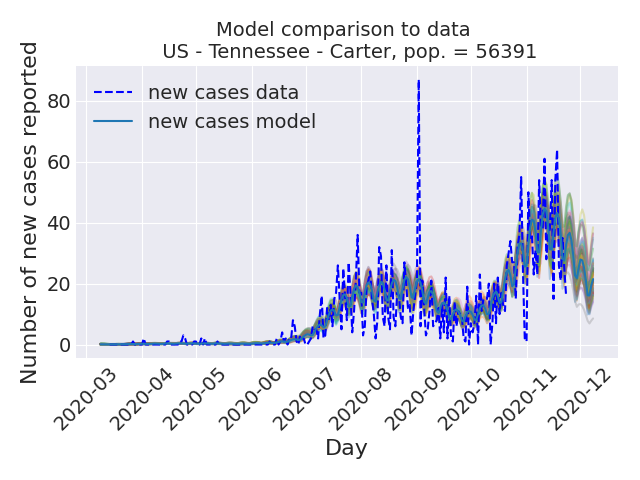 Model comparison to data
US - Tennessee - Carter, pop. = 56391
Number of new cases reported
80
60
40
20
0
new cases data
new cases model
2020-03
2020-04
2020-05
2020-06
2020-07
2020-08
2020-09
2020-10
2020-11
2020-12
Day